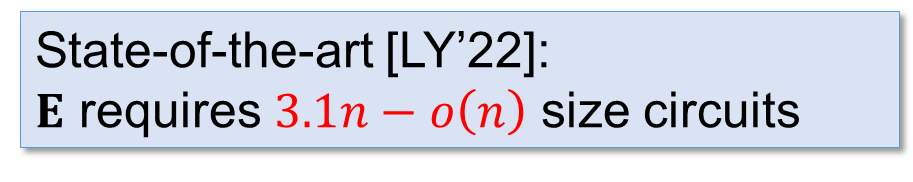 State-of-the-art [LY’22]:
E requires 3.1n − o(n) size circuits